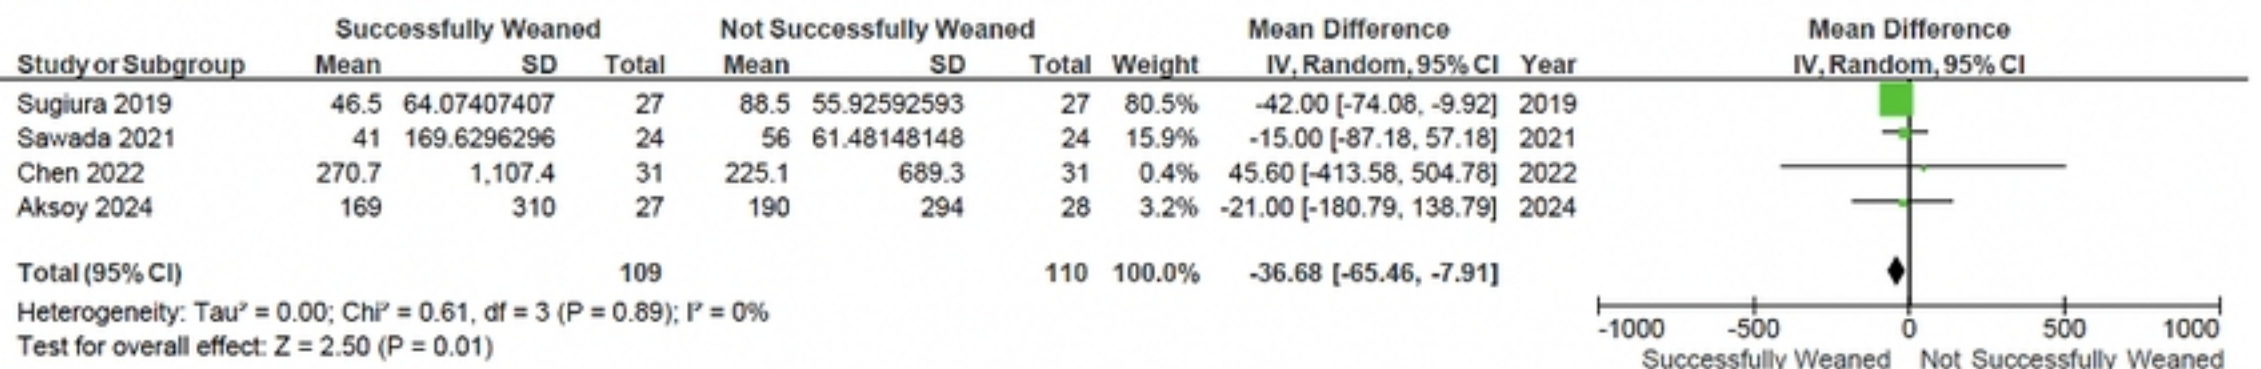 Successfully Weaned Not Successfully Weaned Mean Difference Mean Difference
Study or Subgroup Mean SD Total Mean SD Total Weight IV, Random, 95% CI Year IV, Random, 95% CI
Sugiura 2019 46.5 64.07407407 27 88.5 55.92592593 27 80.5% -42.00 [-74.08, -9.92] 2019
Sawada 2021 41 169.6296296 24 56 61.48148148 24 15.9% -15.00 [-87.18, 57.18] 2021
Chen 2022 270.7 1,107.4 31 225.1 689.3 31 0.4% 45.60 [-413.58, 504.78] 2022
Aksoy 2024 169 310 27 190 294 28 3.2% -21.00 [-180.79, 138.79] 2024
Total (95% CI) 109 110 100.0% -36.68 [-65.46, -7.91]
Heterogeneity: Tau² = 0.00; Chi² = 0.61, df = 3 (P = 0.89); I² = 0%
Test for overall effect: Z = 2.50 (P = 0.01)
-1000 -500 0 500 1000
Successfully Weaned Not Successfully Weaned